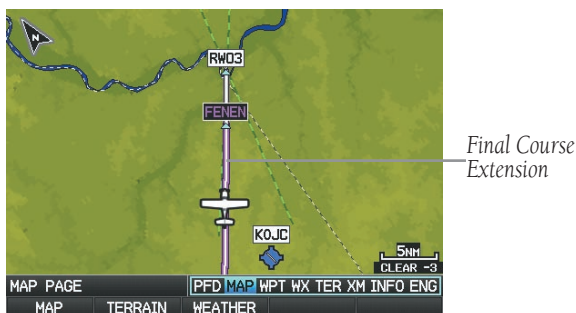 N
RW03
FENEN
Final Course
Extension
KOJC
5NM
CLEAR -3
MAP PAGE
PFD MAP WPT WX TER XM INFO ENG
MAP TERRAIN WEATHER